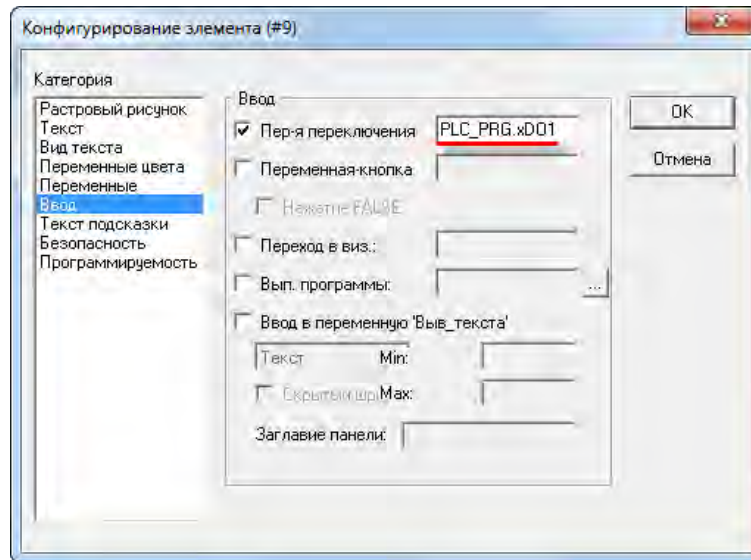 Конфигурирование элемента (#9)
Категория
Растровый рисунок
Текст
Вид текста
Переменные цвета
Переменные
Ввод
Текст подсказки
Безопасность
Программируемость
Ввод
Пер-я переключения PLC_PRG.xDO1
Переменная-кнопка
Нажатие FALSE
Переход в виз.:
Вып. программы: ...
Ввод в переменную 'Выв_текста'
Текст Min:
Скрытый шри Max:
Заглавие панели:
OK
Отмена